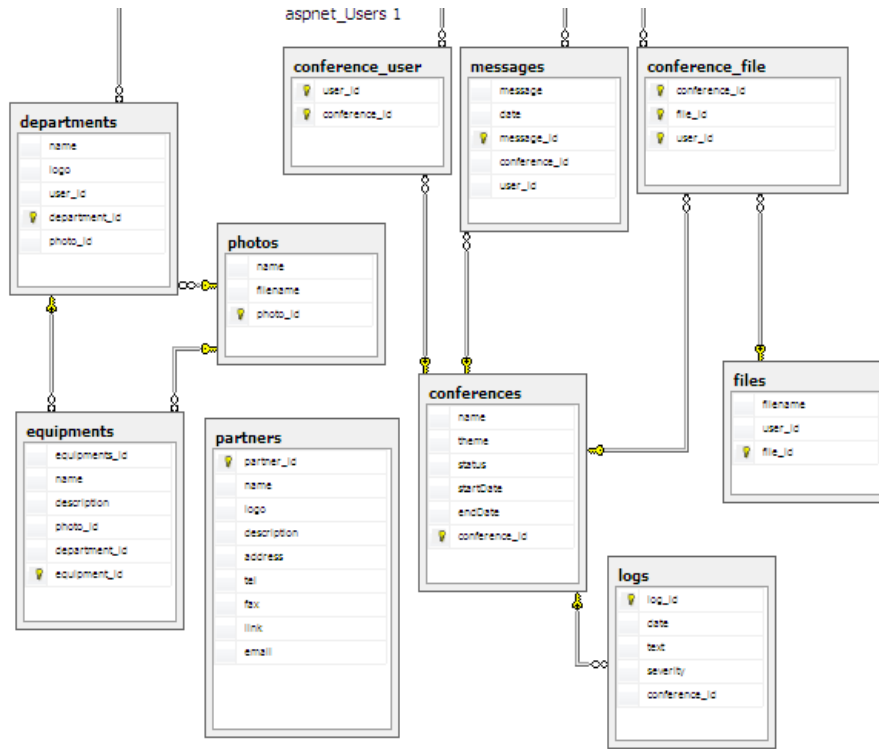 aspnet_Users 1
departments
name
logo
user_id
department_id
photo_id
conference_user
user_id
conference_id
messages
message
date
message_id
conference_id
user_id
conference_file
conference_id
file_id
user_id
photos
name
filename
photo_id
equipments
equipments_id
name
description
photo_id
department_id
equipment_id
partners
partner_id
name
logo
description
address
tel
fax
link
email
conferences
name
theme
status
startDate
endDate
conference_id
files
filename
user_id
file_id
logs
log_id
date
text
severity
conference_id